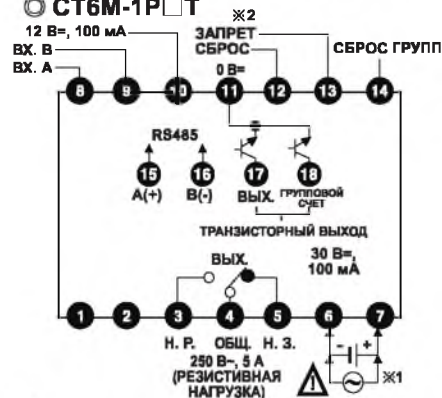 ◎ CT6M-1P□T
※2
12 В=, 100 мА
ЗАПРЕТ
ВХ. В
СБРОС
СБРОС ГРУПП
ВХ. А
0 В=
8 9 10 11 12 13 14
RS485
15 16 17 18
A(+) B(-) ВЫХ. ГРУППОВОЙ СЧЕТ
ТРАНЗИСТОРНЫЙ ВЫХОД
30 В=,
100 мА
ВЫХ.
1 2 3 4 5 6 7
Н. Р. ОБЩ. Н. З.
- +
250 В~, 5 А
(РЕЗИСТИВНАЯ
НАГРУЗКА)
※1